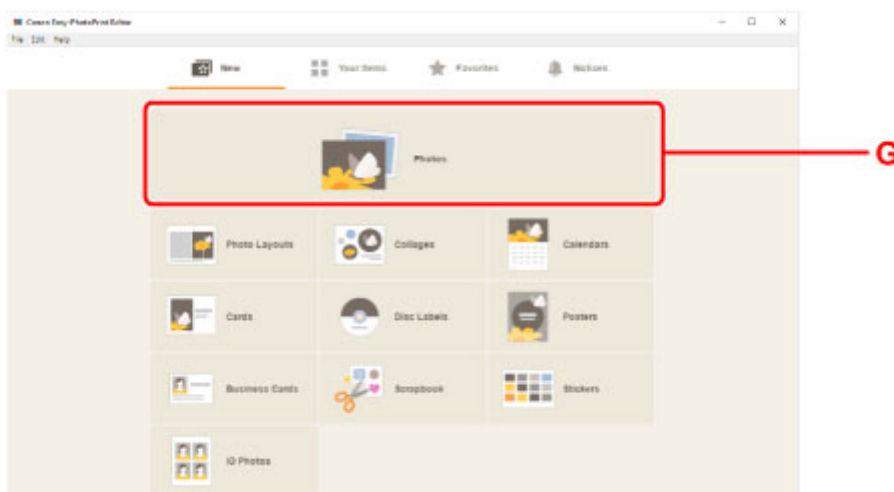 Canon Easy-PhotoPrint Editor
File Edit Help
New Your Items Favorites Notices
Photos
G
Photo Layouts Collages Calendars
Cards Disc Labels Posters
Business Cards Scrapbook Stickers
ID Photos